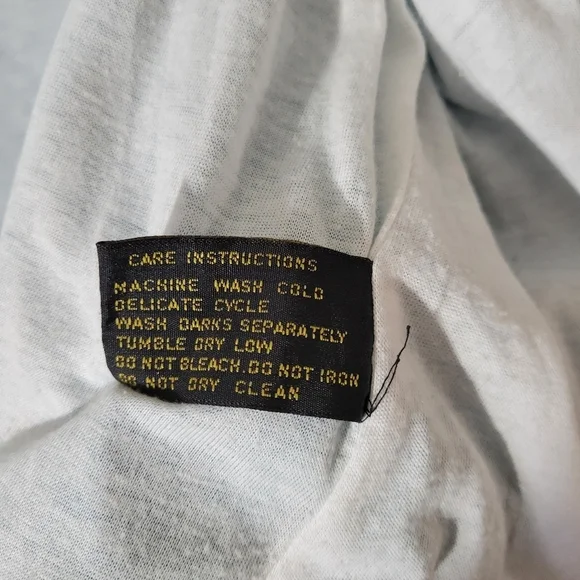 CARE INSTRUCTIONS
MACHINE WASH COLD
DELICATE CYCLE
WASH DARKS SEPARATELY
TUMBLE DRY LOW
DO NOT BLEACH. DO NOT IRON
DO NOT DRY CLEAN